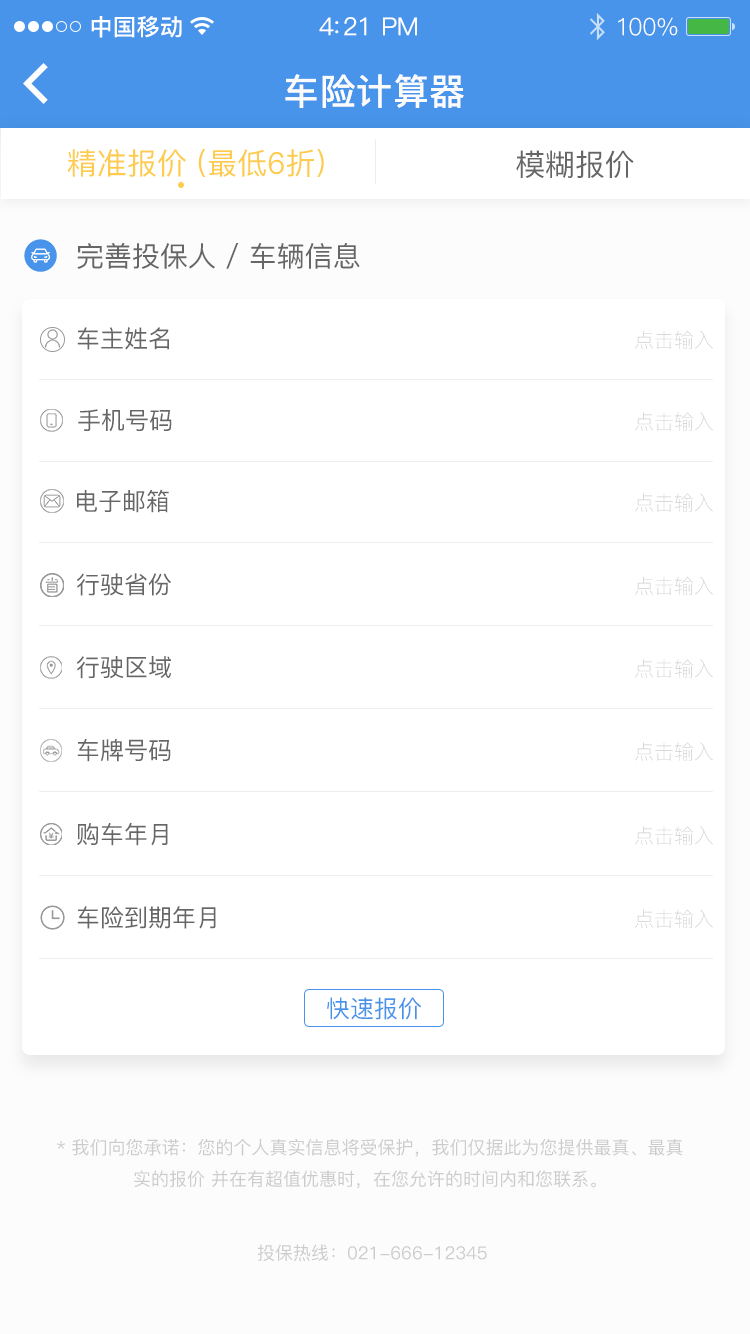 中国移动 4:21 PM 100%
车险计算器
精准报价 (最低6折) 模糊报价
完善投保人 / 车辆信息
车主姓名 点击输入
手机号码 点击输入
电子邮箱 点击输入
省 行驶省份 点击输入
行驶区域 点击输入
车牌号码 点击输入
购车年月 点击输入
车险到期年月 点击输入
快速报价
* 我们向您承诺：您的个人真实信息将受保护，我们仅据此为您提供最真、最真
实的报价 并在有超值优惠时，在您允许的时间内和您联系。
投保热线：021-666-12345